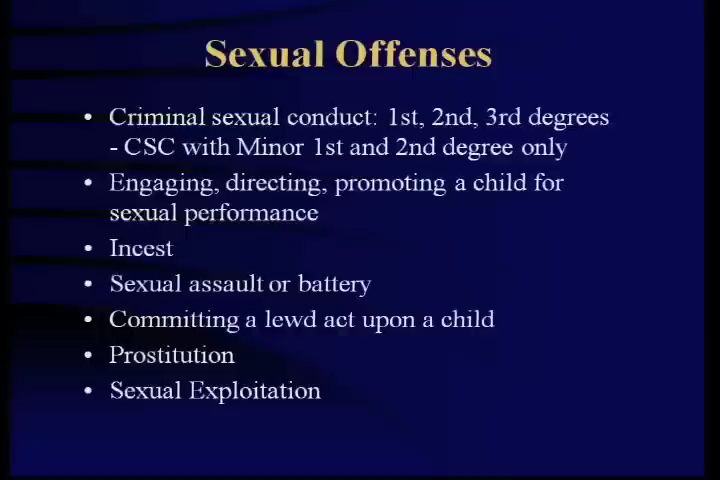 Sexual Offenses
• Criminal sexual conduct: 1st, 2nd, 3rd degrees
- CSC with Minor 1st and 2nd degree only
• Engaging, directing, promoting a child for
sexual performance
• Incest
• Sexual assault or battery
• Committing a lewd act upon a child
• Prostitution
• Sexual Exploitation